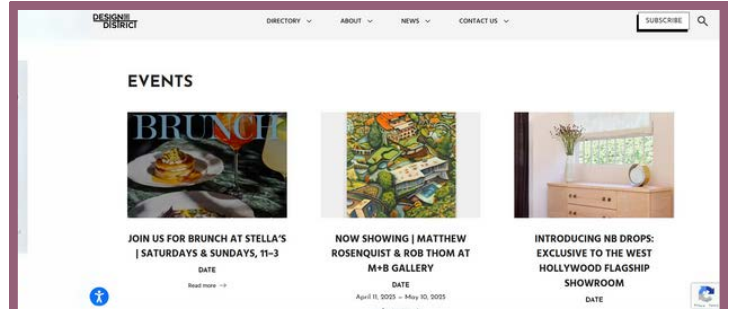 DESIGN
DISTRICT
DIRECTORY
ABOUT
NEWS
CONTACT US
SUBSCRIBE
EVENTS
BRUNCH
JOIN US FOR BRUNCH AT STELLA'S
| SATURDAYS & SUNDAYS, 11–3
DATE
Read more →
NOW SHOWING | MATTHEW
ROSENQUIST & ROB THOM AT
M+B GALLERY
DATE
April 11, 2025 – May 10, 2025
INTRODUCING NB DROPS:
EXCLUSIVE TO THE WEST
HOLLYWOOD FLAGSHIP
SHOWROOM
DATE